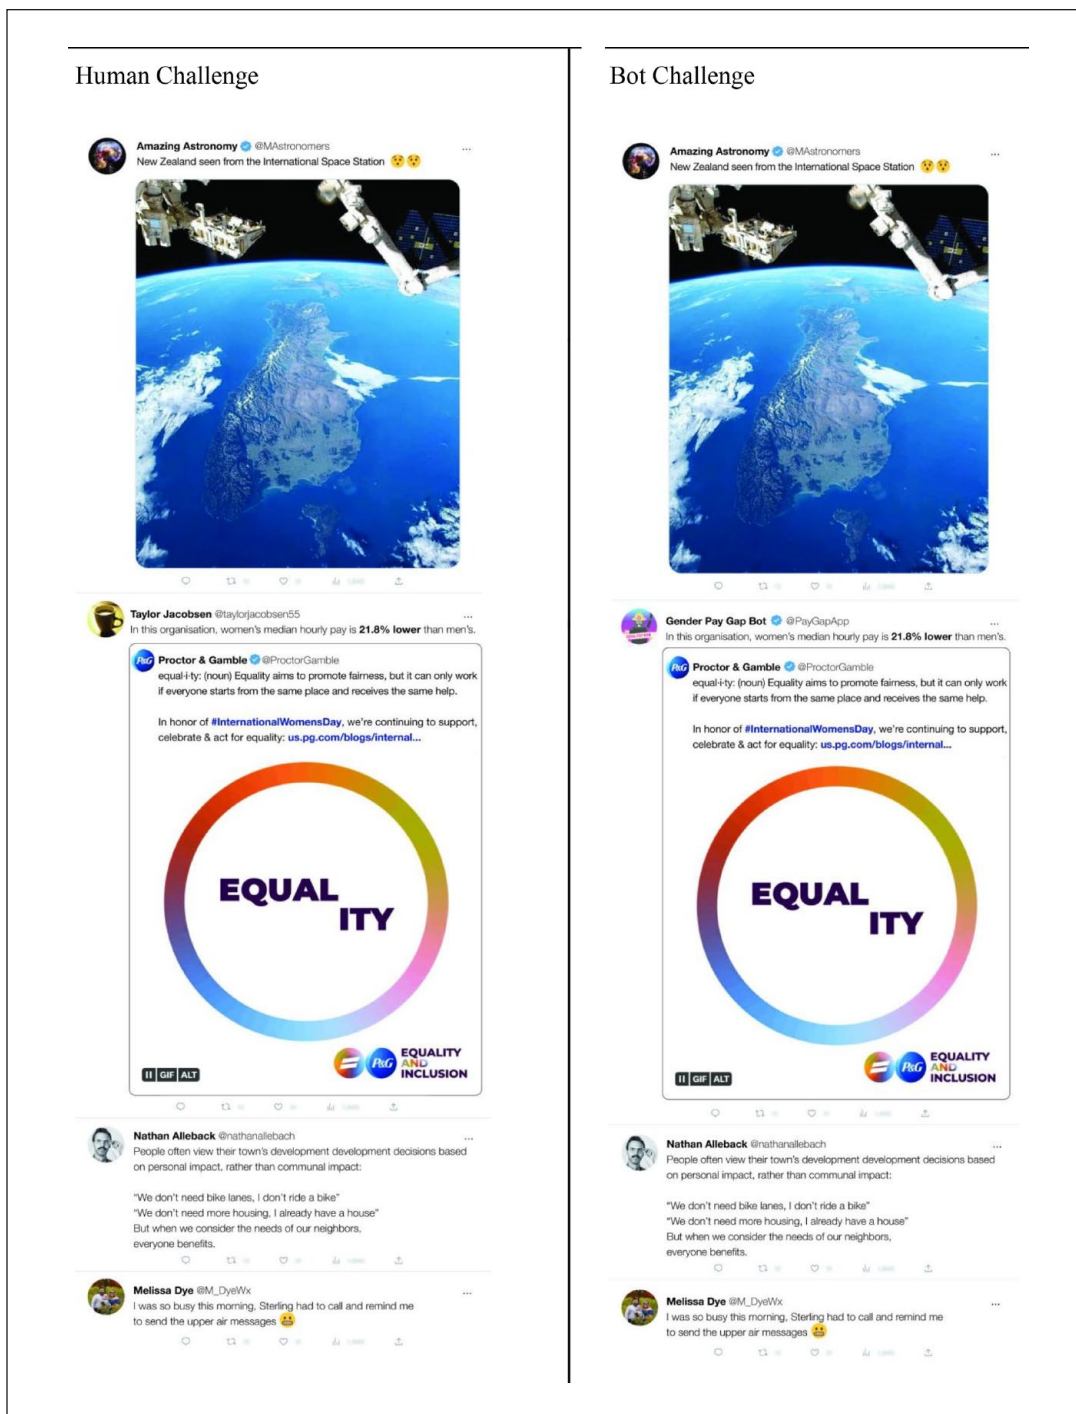 Human Challenge
Amazing Astronomy @MAstronomers
New Zealand seen from the International Space Station
Taylor Jacobsen @taylorjacobsen55
In this organisation, women's median hourly pay is 21.8% lower than men's.
P&G
Proctor & Gamble @ProctorGamble
equal·i·ty: (noun) Equality aims to promote fairness, but it can only work
if everyone starts from the same place and receives the same help.
In honor of #InternationalWomensDay, we're continuing to support,
celebrate & act for equality: us.pg.com/blogs/internal...
EQUAL
ITY
GIF ALT
P&G
EQUALITY
AND
INCLUSION
Nathan Alleback @nathanallebach
People often view their town's development development decisions based
on personal impact, rather than communal impact:
"We don't need bike lanes, I don't ride a bike"
"We don't need more housing, I already have a house"
But when we consider the needs of our neighbors,
everyone benefits.
Melissa Dye @M_DyeWx
I was so busy this morning, Sterling had to call and remind me
to send the upper air messages
Bot Challenge
Amazing Astronomy @MAstronomers
New Zealand seen from the International Space Station
Gender Pay Gap Bot @PayGapApp
In this organisation, women's median hourly pay is 21.8% lower than men's.
P&G
Proctor & Gamble @ProctorGamble
equal·i·ty: (noun) Equality aims to promote fairness, but it can only work
if everyone starts from the same place and receives the same help.
In honor of #InternationalWomensDay, we're continuing to support,
celebrate & act for equality: us.pg.com/blogs/internal...
EQUAL
ITY
GIF ALT
P&G
EQUALITY
AND
INCLUSION
Nathan Alleback @nathanallebach
People often view their town's development development decisions based
on personal impact, rather than communal impact:
"We don't need bike lanes, I don't ride a bike"
"We don't need more housing, I already have a house"
But when we consider the needs of our neighbors,
everyone benefits.
Melissa Dye @M_DyeWx
I was so busy this morning, Sterling had to call and remind me
to send the upper air messages